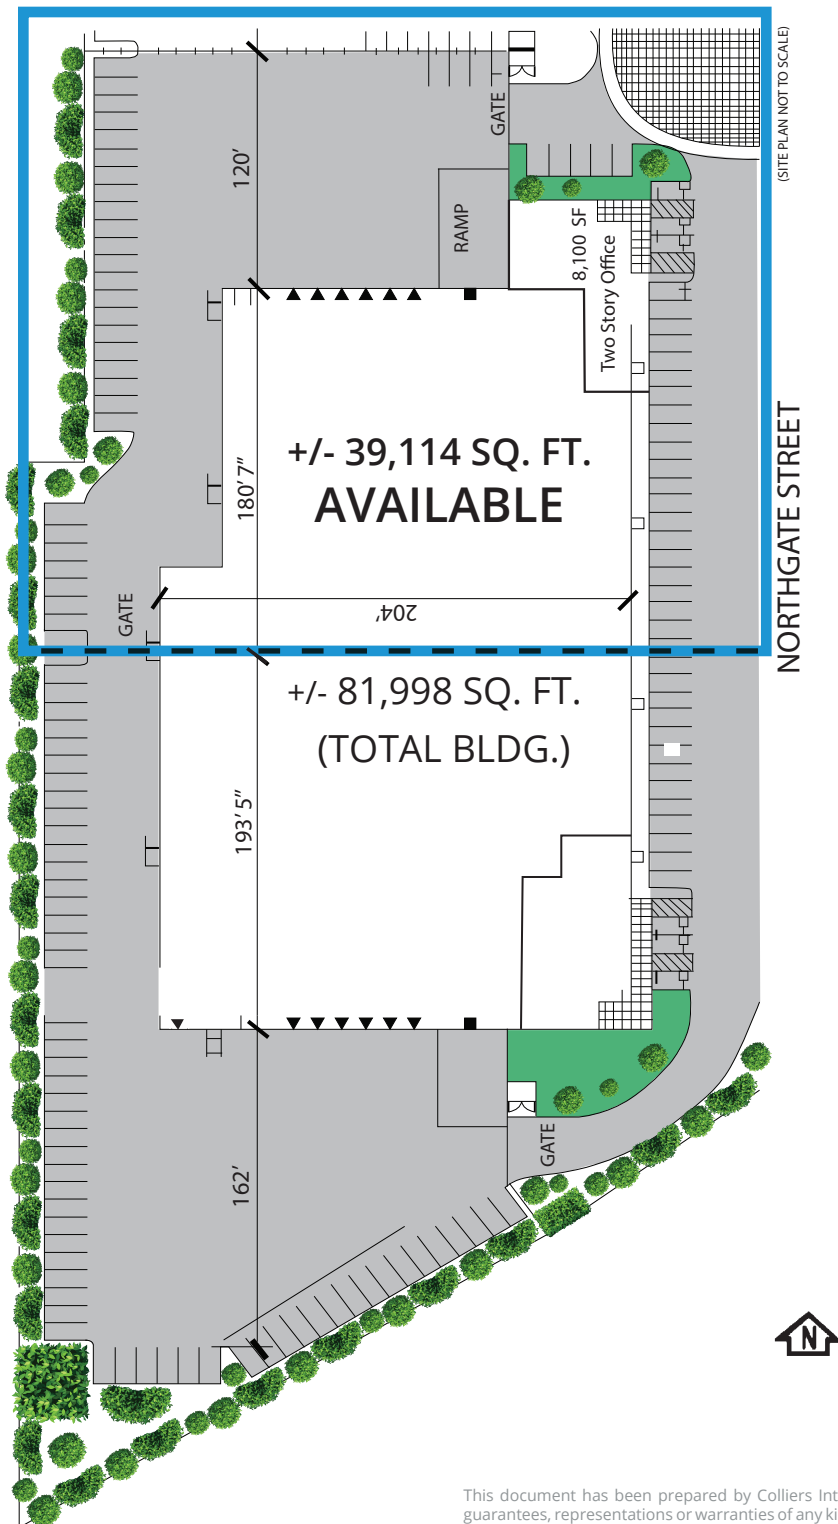 (SITE PLAN NOT TO SCALE)
GATE
120'
RAMP
8,100 SF
Two Story Office
+/- 39,114 SQ. FT.
AVAILABLE
180' 7"
NORTHGATE STREET
GATE
204'
+/- 81,998 SQ. FT.
(TOTAL BLDG.)
193' 5"
GATE
162'
N
This document has been prepared by Colliers Int
guarantees, representations or warranties of any ki